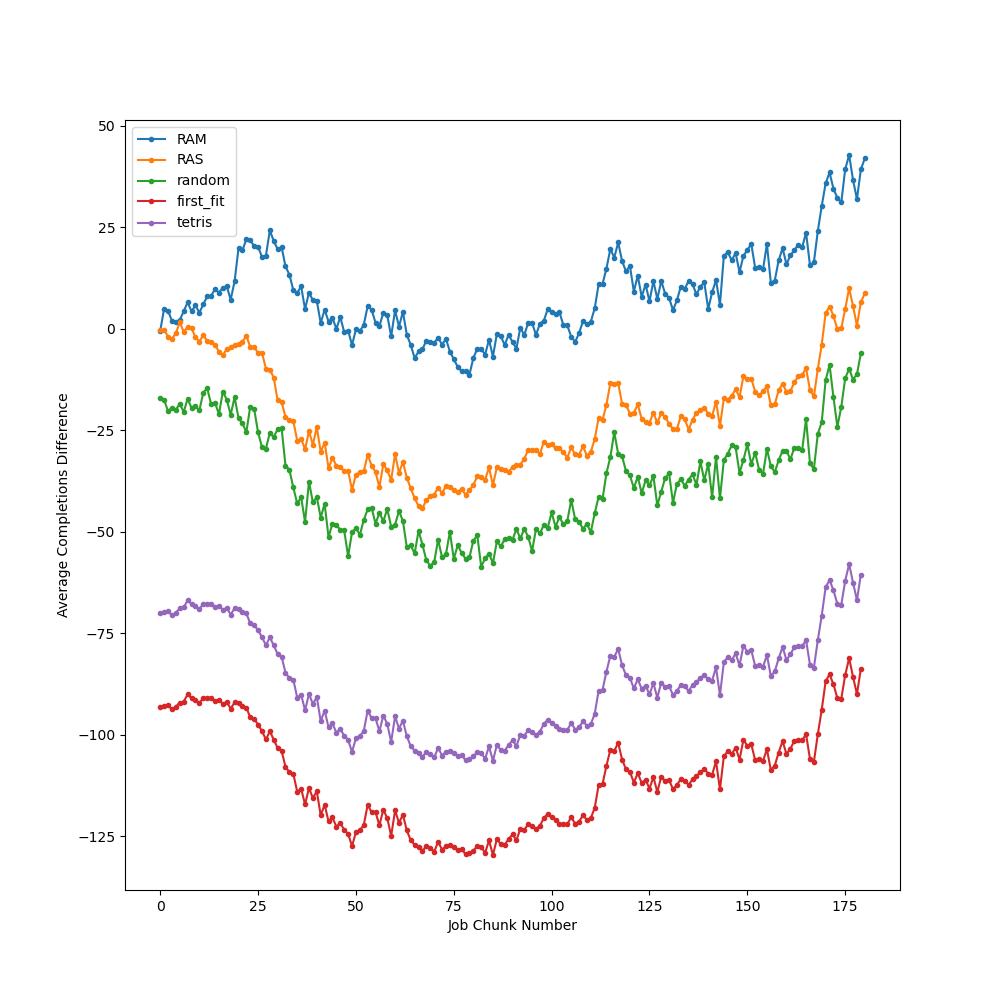 50
25
0
−25
−50
−75
−100
−125
Average Completions Difference
RAM
RAS
random
first_fit
tetris
0 25 50 75 100 125 150 175
Job Chunk Number